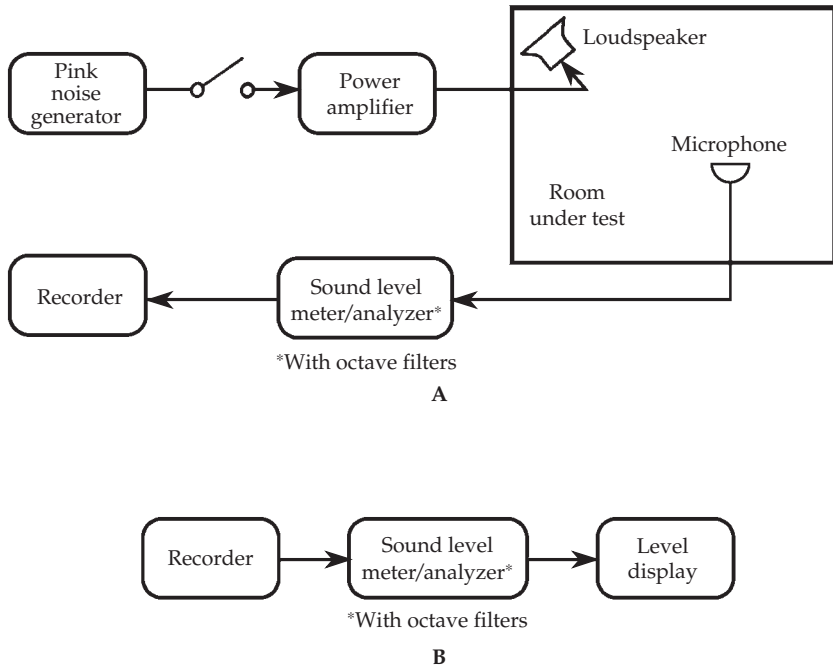 Pink
noise
generator
Power
amplifier
Loudspeaker
Microphone
Room
under test
Recorder
Sound level
meter/analyzer*
*With octave filters
A
Recorder
Sound level
meter/analyzer*
Level
display
*With octave filters
B